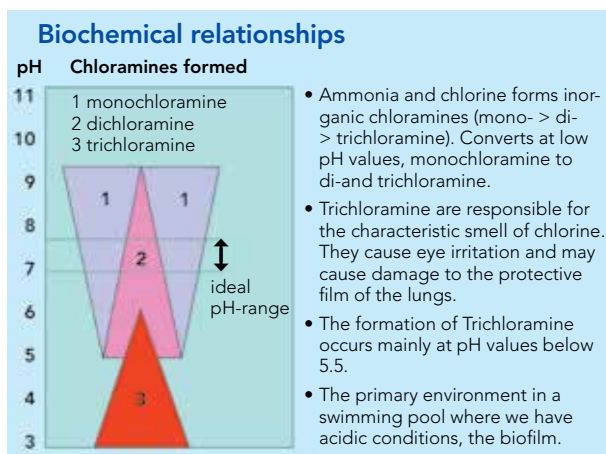 Biochemical relationships
pH Chloramines formed
11
10
9
8
7
6
5
4
3
1 monochloramine
2 dichloramine
3 trichloramine
1
1
2
3
ideal
pH-range
• Ammonia and chlorine forms inor-
ganic chloramines (mono- > di-
> trichloramine). Converts at low
pH values, monochloramine to
di-and trichloramine.
• Trichloramine are responsible for
the characteristic smell of chlorine.
They cause eye irritation and may
cause damage to the protective
film of the lungs.
• The formation of Trichloramine
occurs mainly at pH values below
5.5.
• The primary environment in a
swimming pool where we have
acidic conditions, the biofilm.